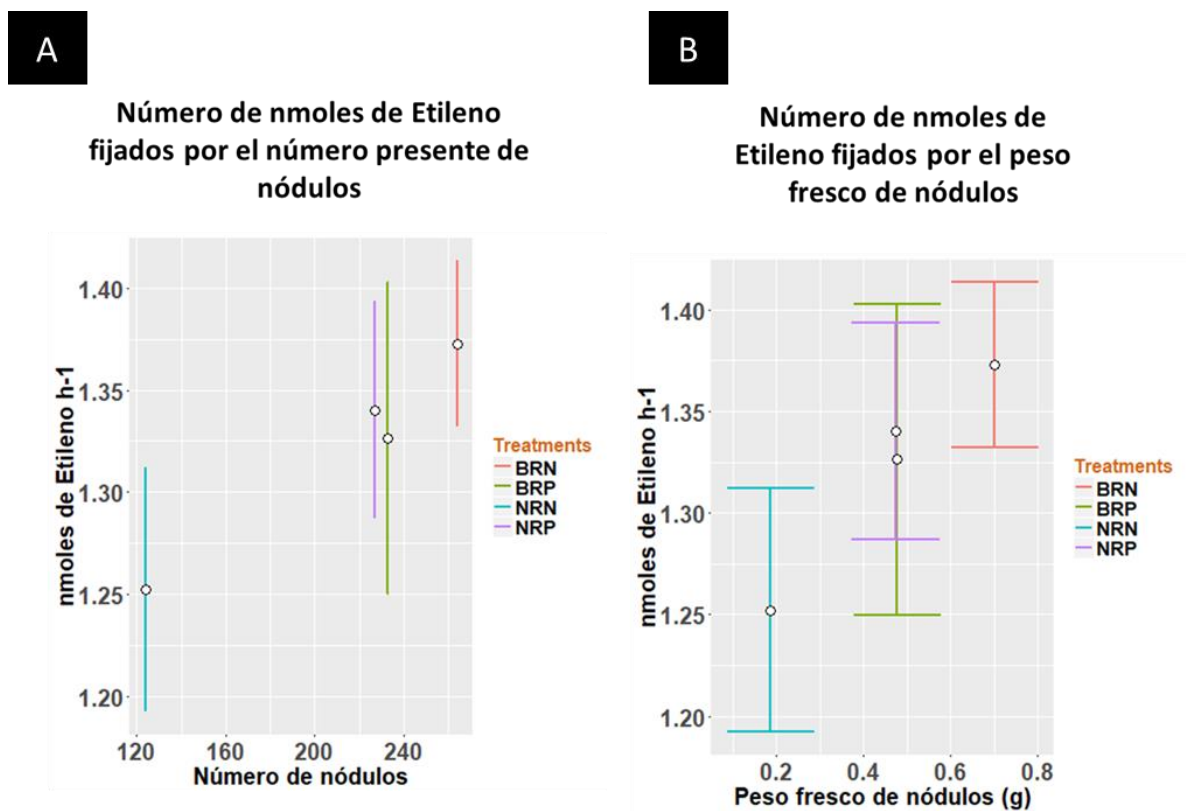 A
Número de nmoles de Etileno
fijados por el número presente de
nódulos
nmoles de Etileno h-1
1.40
1.35
1.30
1.25
1.20
120
160
200
240
Número de nódulos
Treatments
BRN
BRP
NRN
NRP
B
Número de nmoles de
Etileno fijados por el peso
fresco de nódulos
nmoles de Etileno h-1
1.40
1.35
1.30
1.25
1.20
0.2
0.4
0.6
0.8
Peso fresco de nódulos (g)
Treatments
BRN
BRP
NRN
NRP